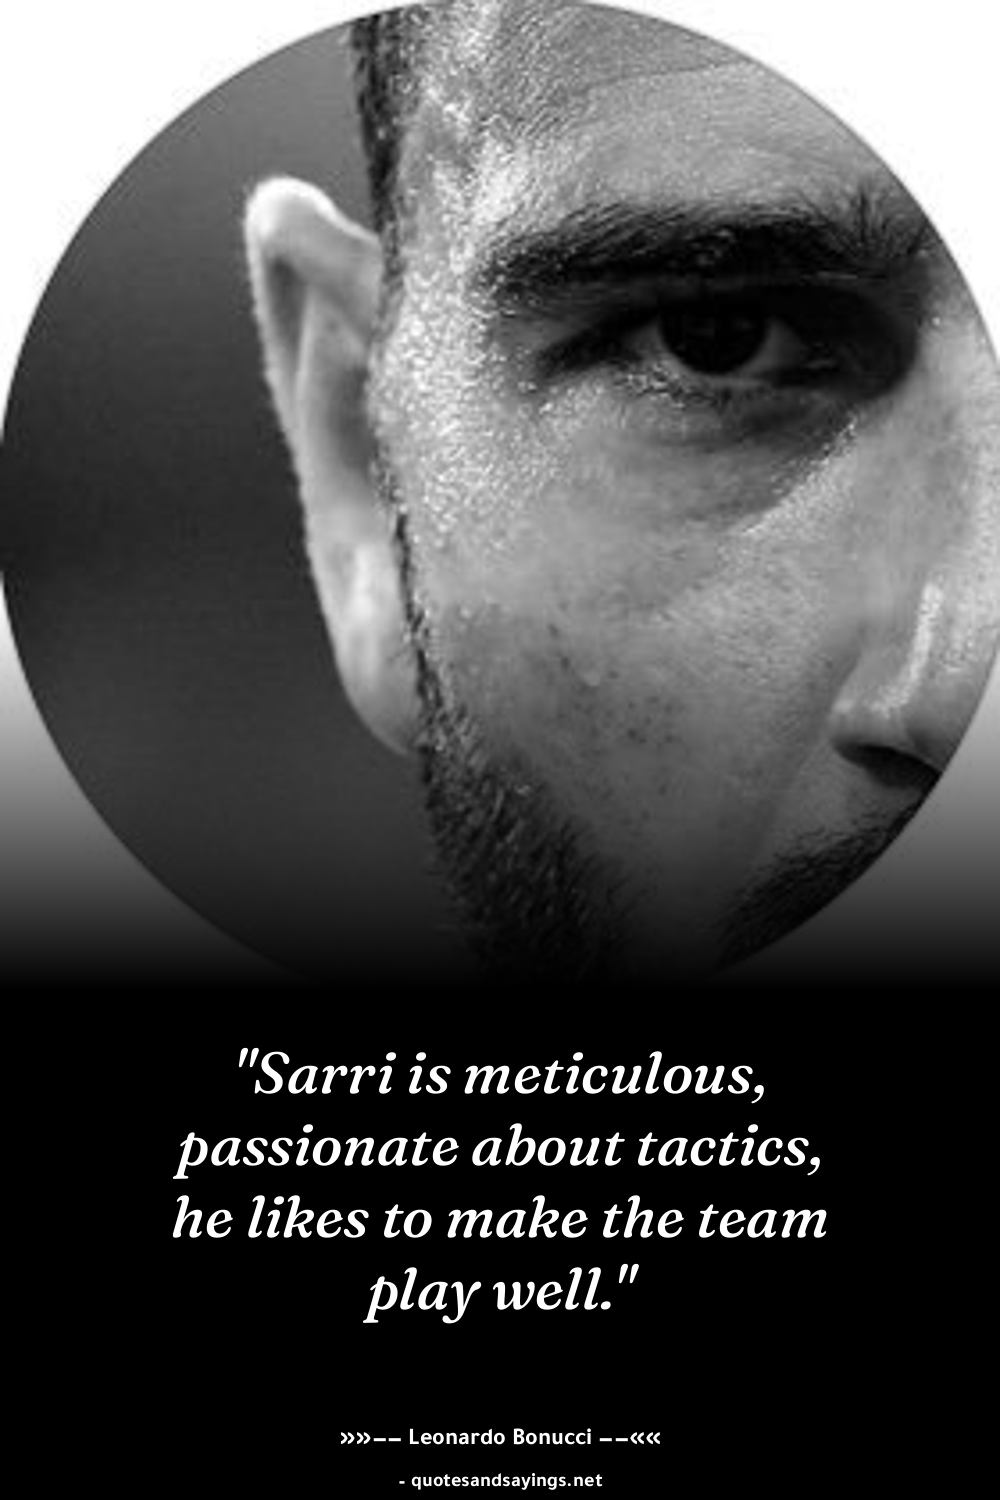 "Sarri is meticulous,
passionate about tactics,
he likes to make the team
play well."
»»−− Leonardo Bonucci −−««
- quotesandsayings.net